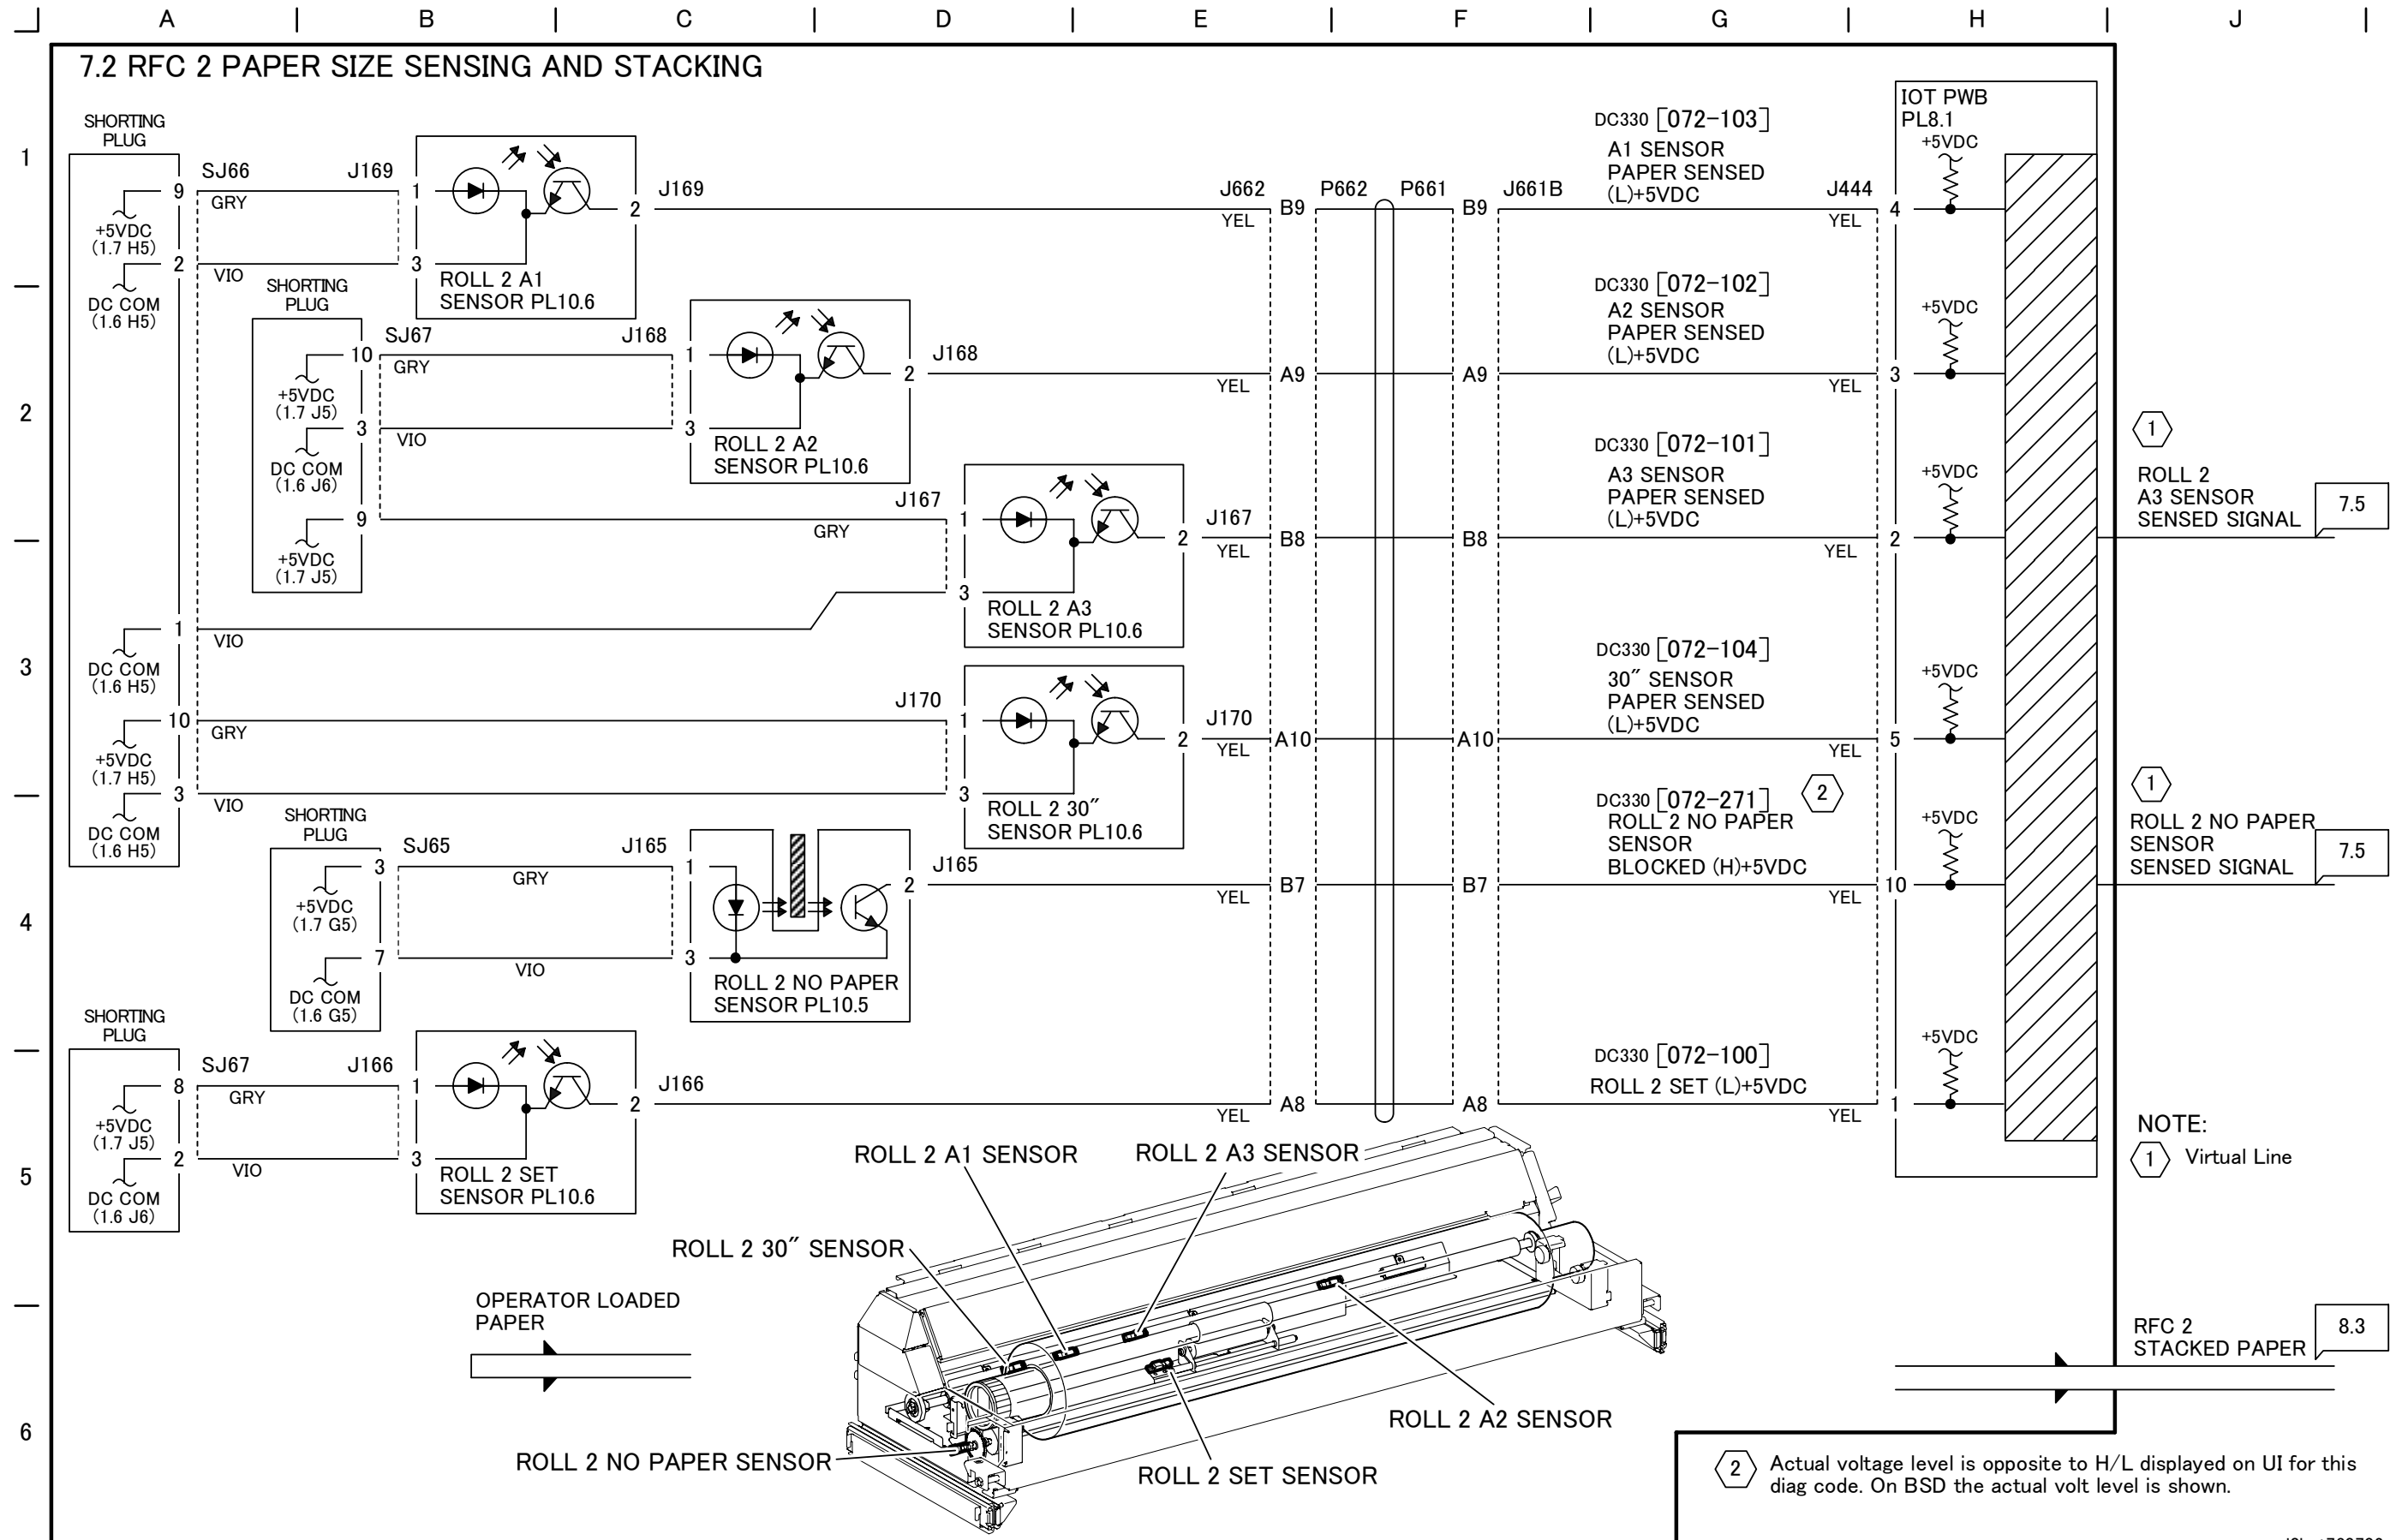 A B C D E F G H J
7.2 RFC 2 PAPER SIZE SENSING AND STACKING
1
2
3
4
5
6
SHORTING
PLUG
9
+5VDC
(1.7 H5)
2
DC COM
(1.6 H5)
1
DC COM
(1.6 H5)
10
+5VDC
(1.7 H5)
3
DC COM
(1.6 H5)
SJ66
GRY
VIO
J169
1
3
ROLL 2 A1
SENSOR PL10.6
2
J169
SHORTING
PLUG
10
+5VDC
(1.7 J5)
3
DC COM
(1.6 J6)
9
+5VDC
(1.7 J5)
SJ67
GRY
VIO
J168
1
3
ROLL 2 A2
SENSOR PL10.6
2
J168
GRY
VIO
J167
1
3
ROLL 2 A3
SENSOR PL10.6
2
J167
YEL
GRY
VIO
J170
1
3
ROLL 2 30″
SENSOR PL10.6
2
J170
YEL
SHORTING
PLUG
3
+5VDC
(1.7 G5)
7
DC COM
(1.6 G5)
SJ65
GRY
VIO
J165
1
3
ROLL 2 NO PAPER
SENSOR PL10.5
2
J165
SHORTING
PLUG
8
+5VDC
(1.7 J5)
2
DC COM
(1.6 J6)
SJ67
GRY
VIO
J166
1
3
ROLL 2 SET
SENSOR PL10.6
2
J166
J662 P662 P661 J661B J444
YEL B9 B9 YEL 4
YEL A9 A9 YEL 3
B8 B8 YEL 2
A10 A10 YEL 5
YEL B7 B7 YEL 10
YEL A8 A8 YEL 1
DC330 [072-103]
A1 SENSOR
PAPER SENSED
(L)+5VDC
DC330 [072-102]
A2 SENSOR
PAPER SENSED
(L)+5VDC
DC330 [072-101]
A3 SENSOR
PAPER SENSED
(L)+5VDC
DC330 [072-104]
30″ SENSOR
PAPER SENSED
(L)+5VDC
DC330 [072-271] 2
ROLL 2 NO PAPER
SENSOR
BLOCKED (H)+5VDC
DC330 [072-100]
ROLL 2 SET (L)+5VDC
IOT PWB
PL8.1
+5VDC
+5VDC
+5VDC
+5VDC
+5VDC
+5VDC
1
ROLL 2
A3 SENSOR
SENSED SIGNAL
7.5
1
ROLL 2 NO PAPER
SENSOR
SENSED SIGNAL
7.5
NOTE:
1 Virtual Line
ROLL 2 A1 SENSOR
ROLL 2 A3 SENSOR
ROLL 2 30″ SENSOR
OPERATOR LOADED
PAPER
ROLL 2 NO PAPER SENSOR
ROLL 2 SET SENSOR
ROLL 2 A2 SENSOR
RFC 2
STACKED PAPER
8.3
2 Actual voltage level is opposite to H/L displayed on UI for this
diag code. On BSD the actual volt level is shown.